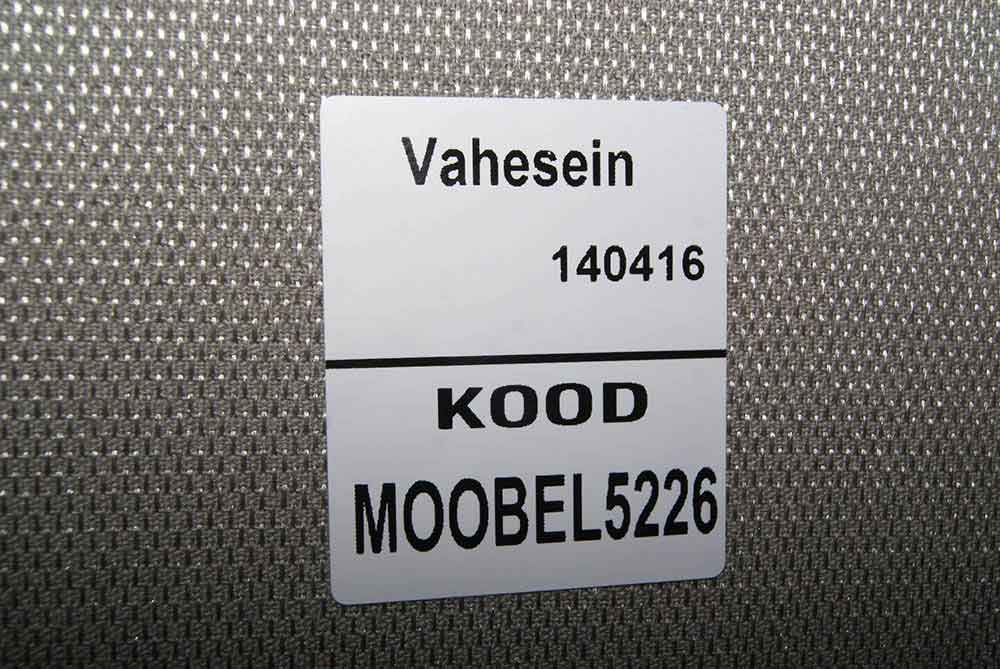 Vahesein
140416
KOOD
MOOBEL5226